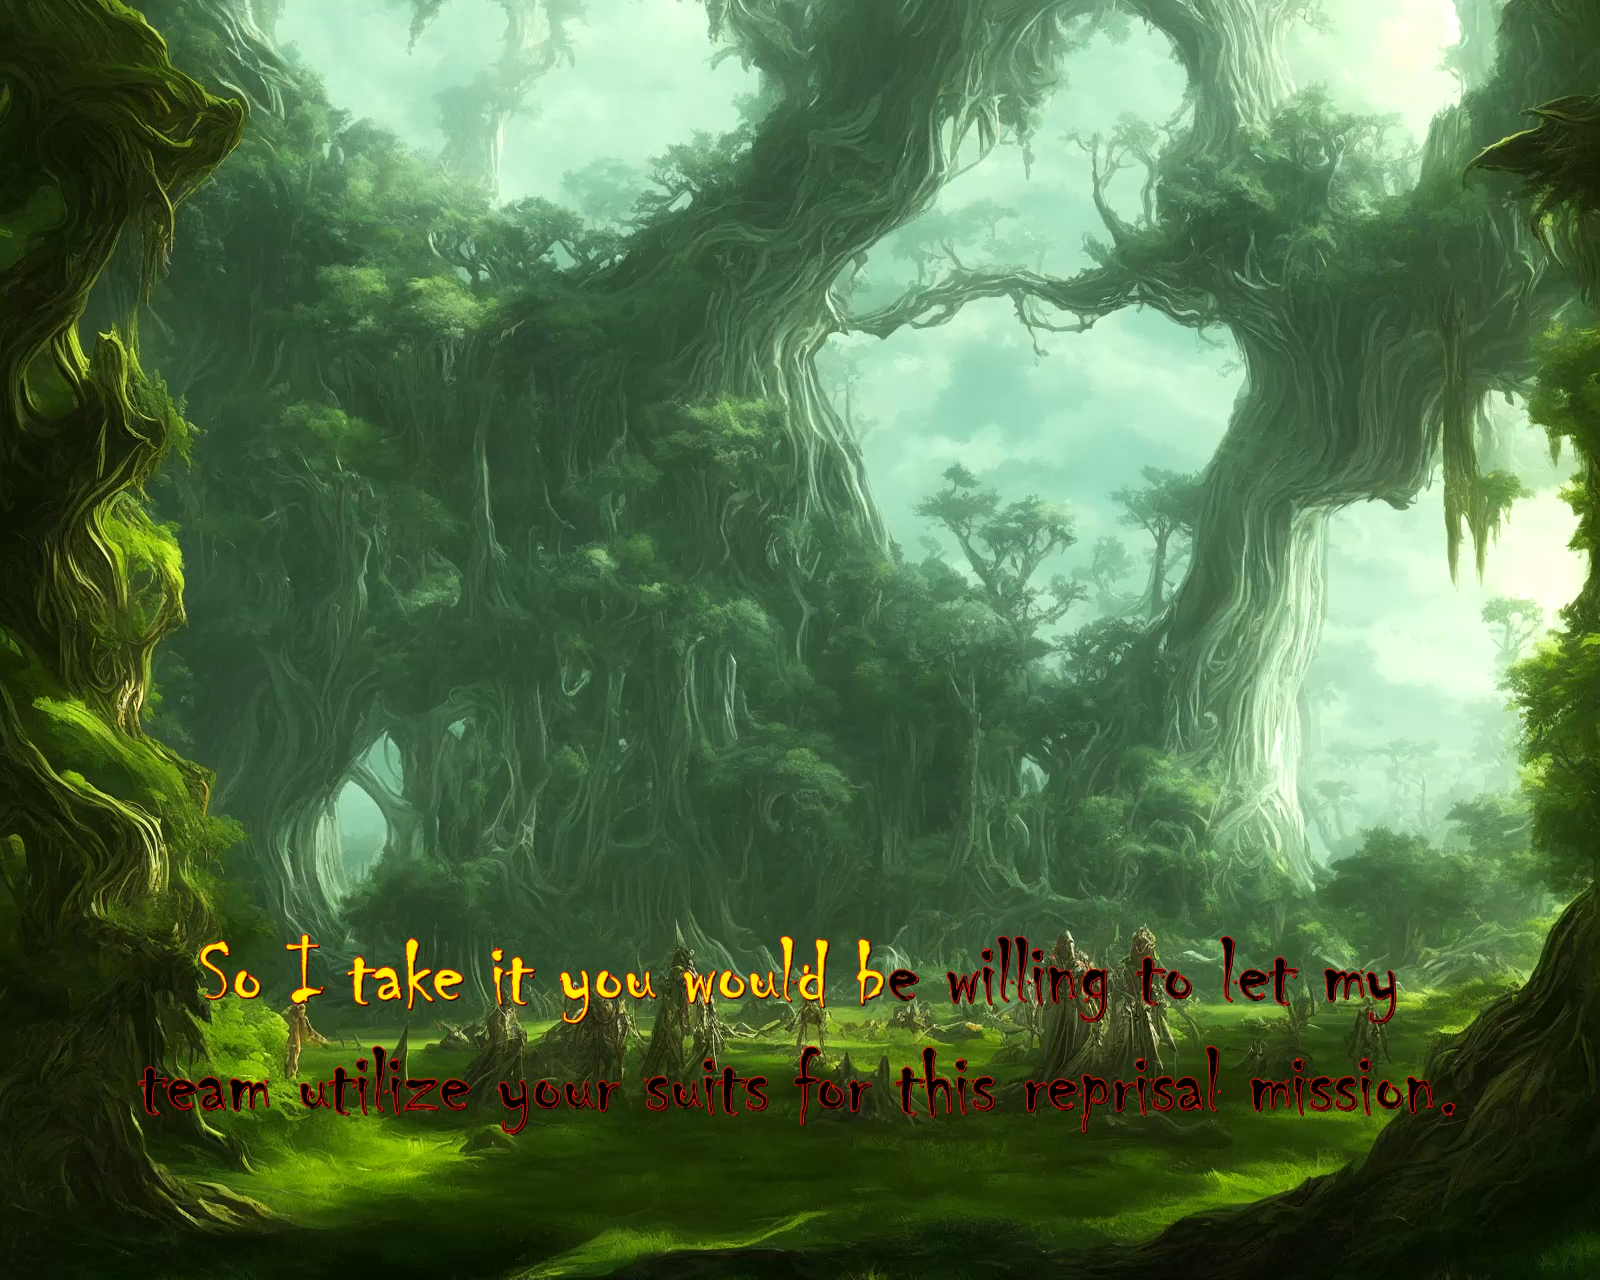 So I take it you would be willing to let my
team utilize your suits for this reprisal mission.